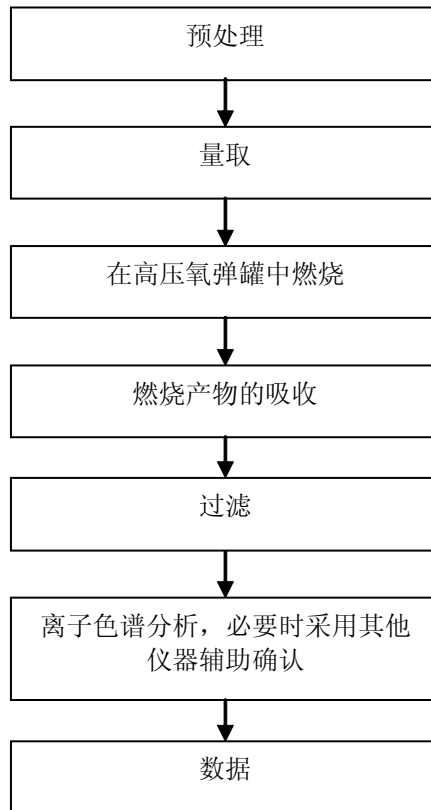 预处理
量取
在高压氧弹罐中燃烧
燃烧产物的吸收
过滤
离子色谱分析，必要时采用其他
仪器辅助确认
数据